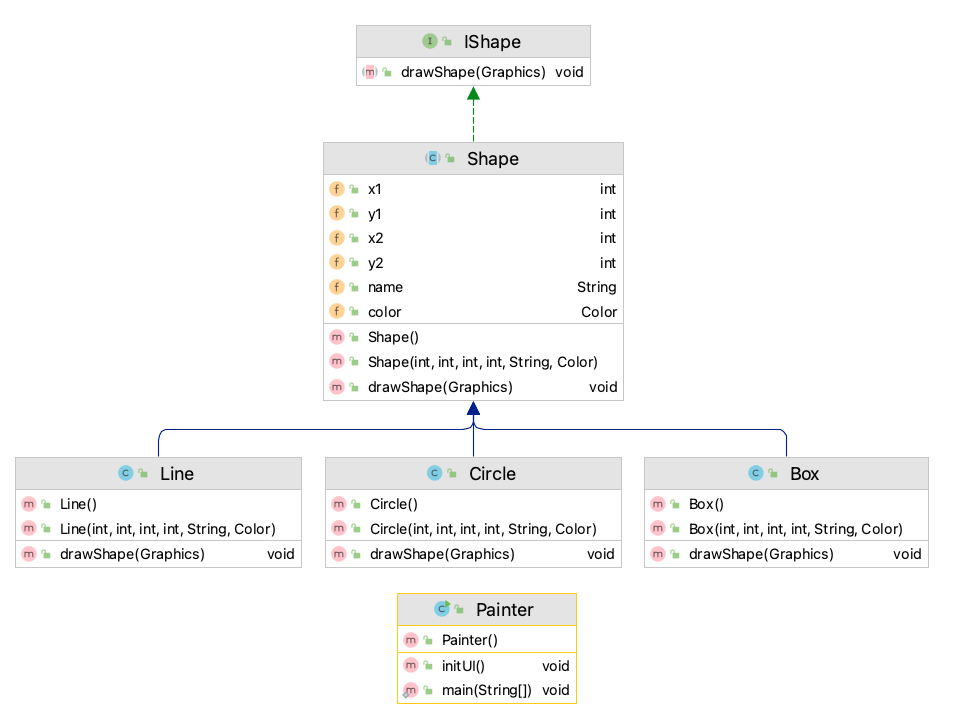 IShape
drawShape(Graphics) void
Shape
x1 int
y1 int
x2 int
y2 int
name String
color Color
Shape()
Shape(int, int, int, int, String, Color)
drawShape(Graphics) void
Line
Line()
Line(int, int, int, int, String, Color)
drawShape(Graphics) void
Circle
Circle()
Circle(int, int, int, int, String, Color)
drawShape(Graphics) void
Box
Box()
Box(int, int, int, int, String, Color)
drawShape(Graphics) void
Painter
Painter()
initUI() void
main(String[]) void